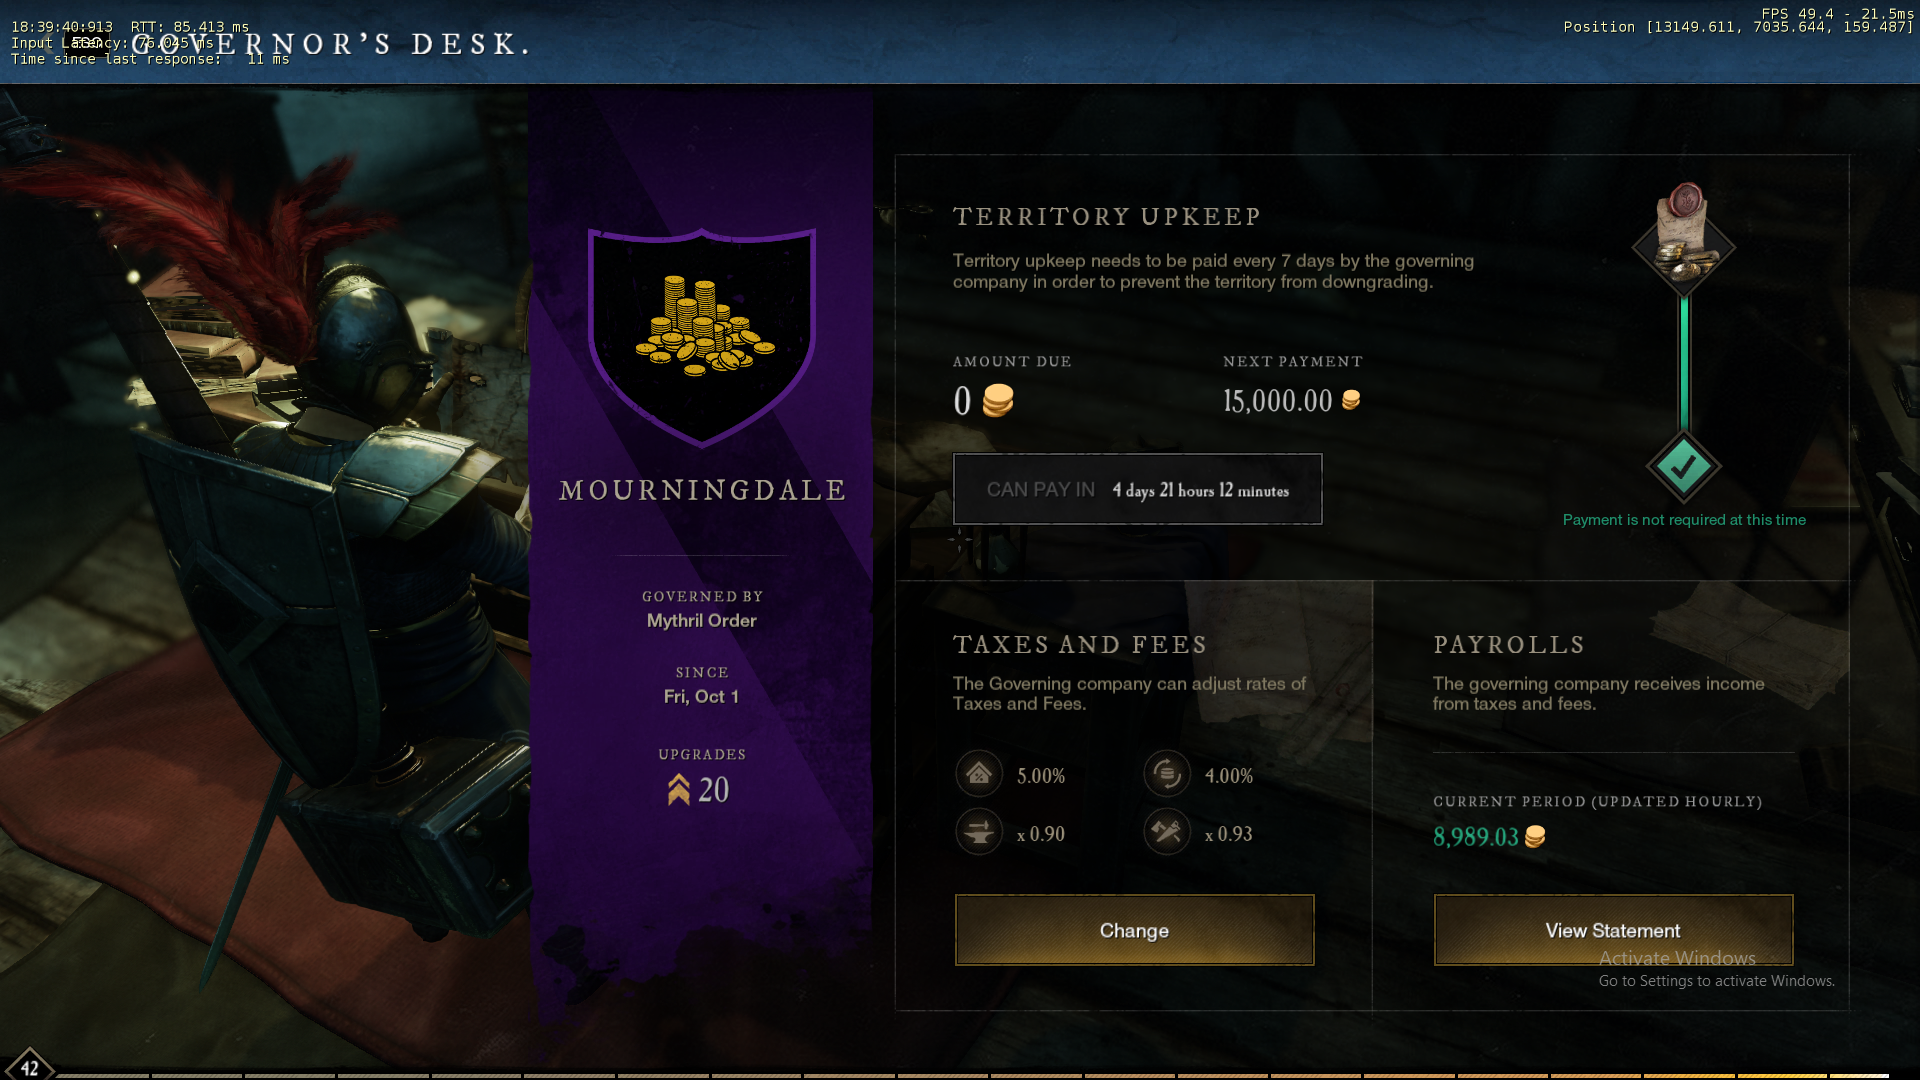 18:39:40:913 RTT: 85.413 ms
Input Latency: 76.045 ms
Time since last response: 11 ms
ESC
GOVERNOR'S DESK.
FPS 49.4 - 21.5ms
Position [13149.611, 7035.644, 159.487]
MOURNINGDALE
GOVERNED BY
Mythril Order
SINCE
Fri, Oct 1
UPGRADES
20
TERRITORY UPKEEP
Territory upkeep needs to be paid every 7 days by the governing
company in order to prevent the territory from downgrading.
AMOUNT DUE
0
NEXT PAYMENT
15,000.00
CAN PAY IN 4 days 21 hours 12 minutes
Payment is not required at this time
TAXES AND FEES
The Governing company can adjust rates of
Taxes and Fees.
5.00%
4.00%
x 0.90
x 0.93
Change
PAYROLLS
The governing company receives income
from taxes and fees.
CURRENT PERIOD (UPDATED HOURLY)
8,989.03
View Statement
Activate Windows
Go to Settings to activate Windows.
42